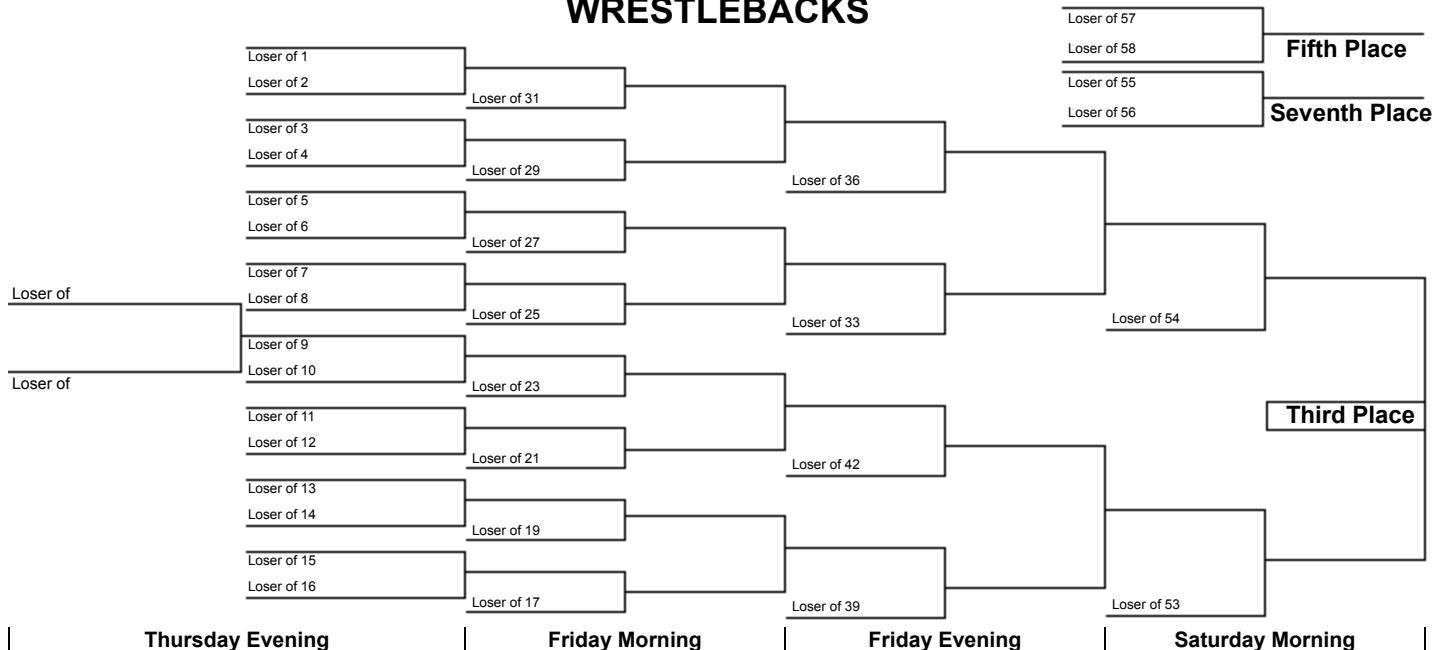 WRESTLEBACKS
Loser of 57
Loser of 58
Fifth Place
Loser of 55
Loser of 56
Seventh Place
Loser of
Loser of
Loser of 1
Loser of 2
Loser of 3
Loser of 4
Loser of 5
Loser of 6
Loser of 7
Loser of 8
Loser of 9
Loser of 10
Loser of 11
Loser of 12
Loser of 13
Loser of 14
Loser of 15
Loser of 16
Loser of 31
Loser of 29
Loser of 27
Loser of 25
Loser of 23
Loser of 21
Loser of 19
Loser of 17
Loser of 36
Loser of 33
Loser of 42
Loser of 39
Loser of 54
Loser of 53
Third Place
Thursday Evening
Friday Morning
Friday Evening
Saturday Morning